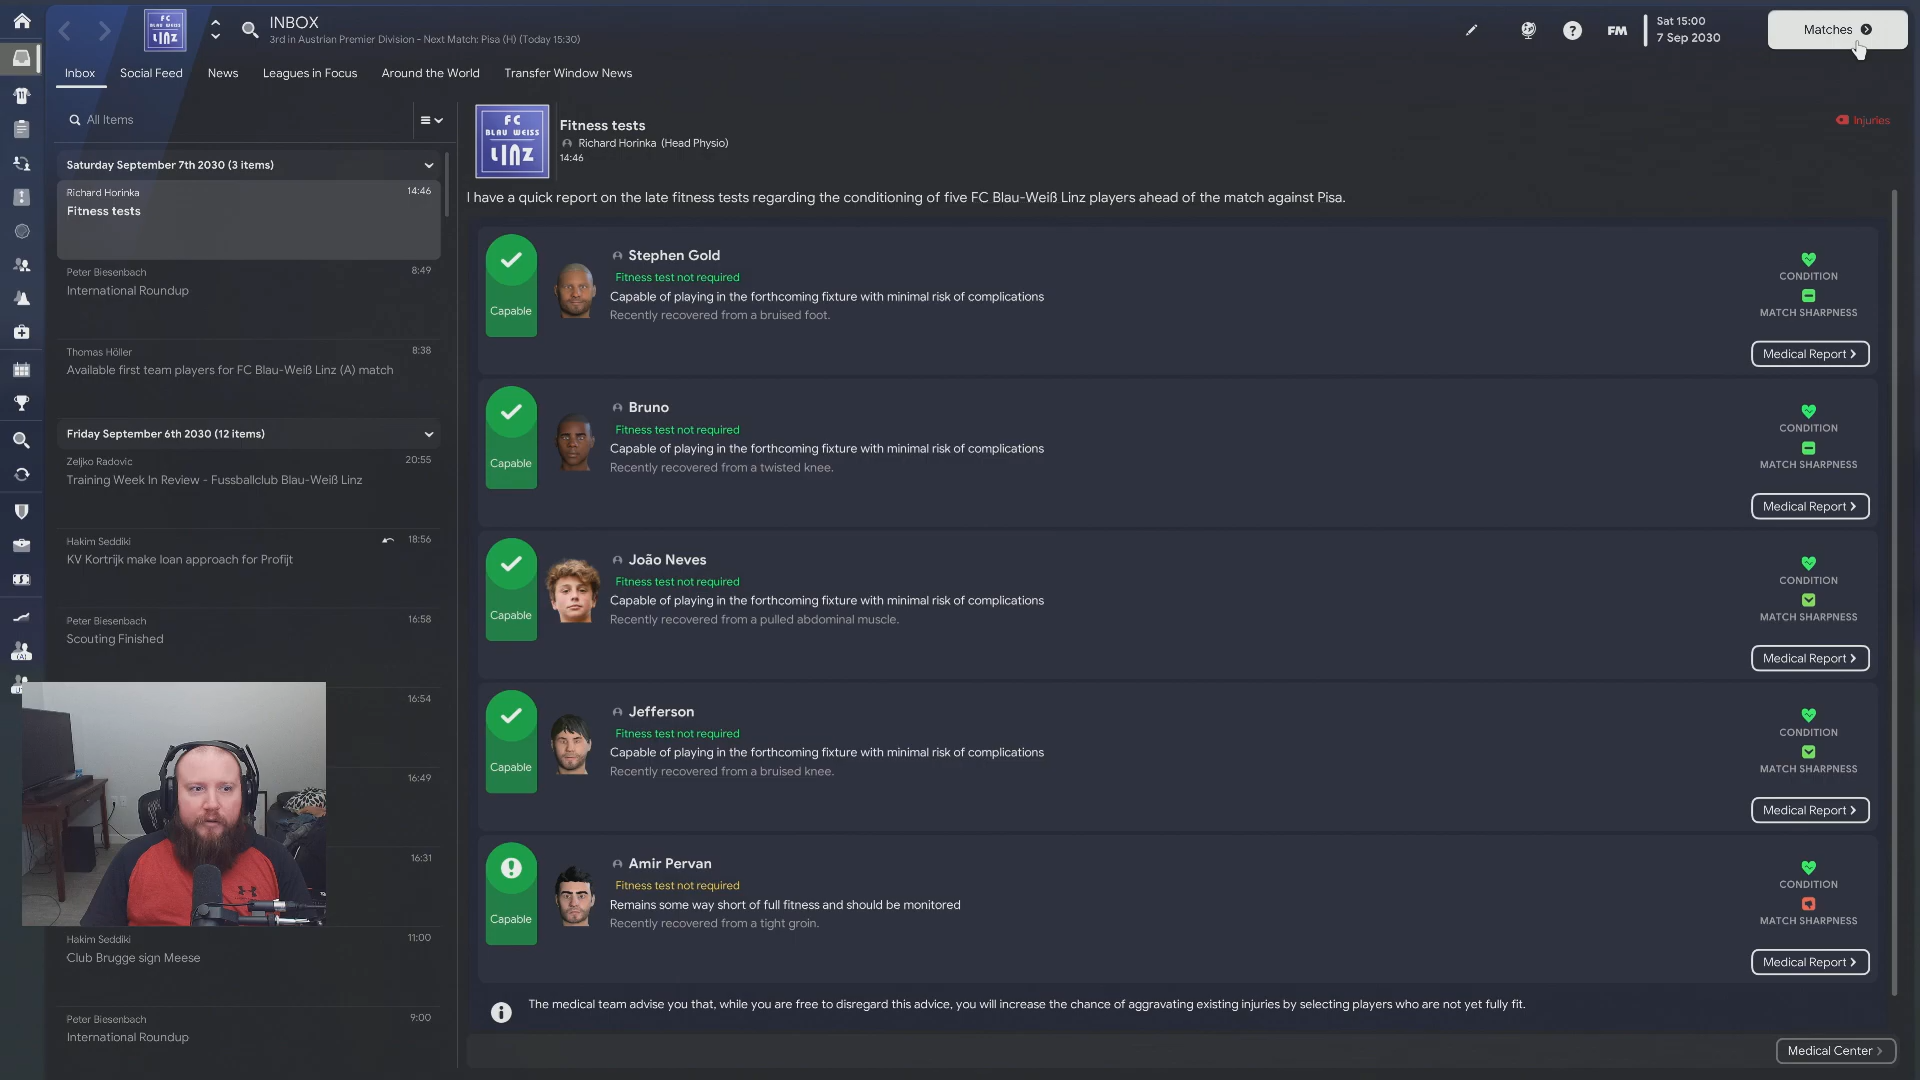 INBOX
3rd in Austrian Premier Division - Next Match: Pisa (H) (Today 15:30)
FM
Sat 15:00
7 Sep 2030
Matches
Inbox
Social Feed
News
Leagues in Focus
Around the World
Transfer Window News
All Items
Saturday September 7th 2030 (3 items)
Richard Horinka
14:46
Fitness tests
Peter Biesenbach
8:49
International Roundup
Thomas Höller
8:38
Available first team players for FC Blau-Weiß Linz (A) match
Friday September 6th 2030 (12 items)
Zeljko Radovic
20:55
Training Week In Review - Fussballclub Blau-Weiß Linz
Hakim Seddiki
18:56
KV Kortrijk make loan approach for Profijt
Peter Biesenbach
16:58
Scouting Finished
16:54
16:49
16:31
Hakim Seddiki
11:00
Club Brugge sign Meese
Peter Biesenbach
9:00
International Roundup
FC
BLAU WEISS
LINZ
Fitness tests
Richard Horinka (Head Physio)
14:46
Injuries
I have a quick report on the late fitness tests regarding the conditioning of five FC Blau-Weiß Linz players ahead of the match against Pisa.
Capable
Stephen Gold
Fitness test not required
Capable of playing in the forthcoming fixture with minimal risk of complications
Recently recovered from a bruised foot.
CONDITION
MATCH SHARPNESS
Medical Report
Capable
Bruno
Fitness test not required
Capable of playing in the forthcoming fixture with minimal risk of complications
Recently recovered from a twisted knee.
CONDITION
MATCH SHARPNESS
Medical Report
Capable
João Neves
Fitness test not required
Capable of playing in the forthcoming fixture with minimal risk of complications
Recently recovered from a pulled abdominal muscle.
CONDITION
MATCH SHARPNESS
Medical Report
Capable
Jefferson
Fitness test not required
Capable of playing in the forthcoming fixture with minimal risk of complications
Recently recovered from a bruised knee.
CONDITION
MATCH SHARPNESS
Medical Report
Capable
Amir Pervan
Fitness test not required
Remains some way short of full fitness and should be monitored
Recently recovered from a tight groin.
CONDITION
MATCH SHARPNESS
Medical Report
The medical team advise you that, while you are free to disregard this advice, you will increase the chance of aggravating existing injuries by selecting players who are not yet fully fit.
Medical Center